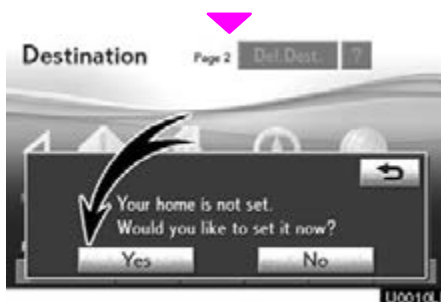 Destination Page 2 Del.Dest. ?
Your home is not set.
Would you like to set it now?
Yes No